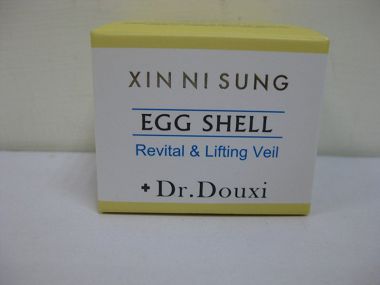 XIN NI SUNG
EGG SHELL
Revital & Lifting Veil
+ Dr.Douxi